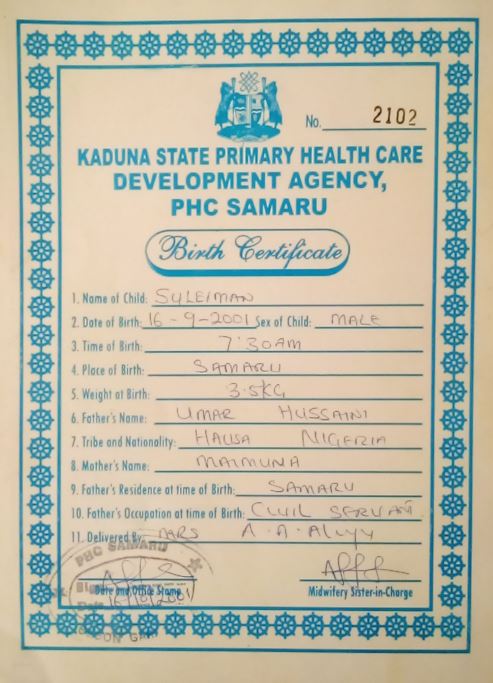 No. 2102
KADUNA STATE PRIMARY HEALTH CARE
DEVELOPMENT AGENCY,
PHC SAMARU
Birth Certificate
1. Name of Child: SULEIMAN
2. Date of Birth: 16-9-2001 Sex of Child: MALE
3. Time of Birth: 7:30AM
4. Place of Birth: SAMARU
5. Weight at Birth: 3.5KG
6. Father's Name: UMAR HUSSAINI
7. Tribe and Nationality: HAUSA NIGERIA
8. Mother's Name: MAIMUNA
9. Father's Residence at time of Birth: SAMARU
10. Father's Occupation at time of Birth: CIVIL SERVANT
11. Delivered By: MRS A.A. ALIYU
PHC SAMARU
Date and Office Stamp
Midwifery Sister-in-Charge